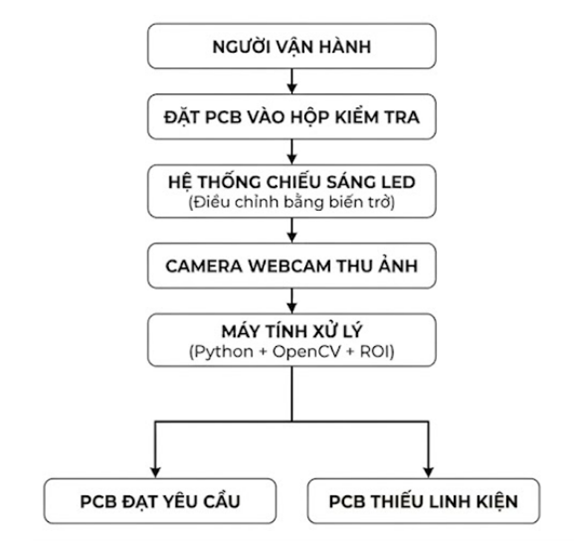 NGƯỜI VẬN HÀNH
ĐẶT PCB VÀO HỘP KIỂM TRA
HỆ THỐNG CHIẾU SÁNG LED
(Điều chỉnh bằng biến trở)
CAMERA WEBCAM THU ẢNH
MÁY TÍNH XỬ LÝ
(Python + OpenCV + ROI)
PCB ĐẠT YÊU CẦU
PCB THIẾU LINH KIỆN